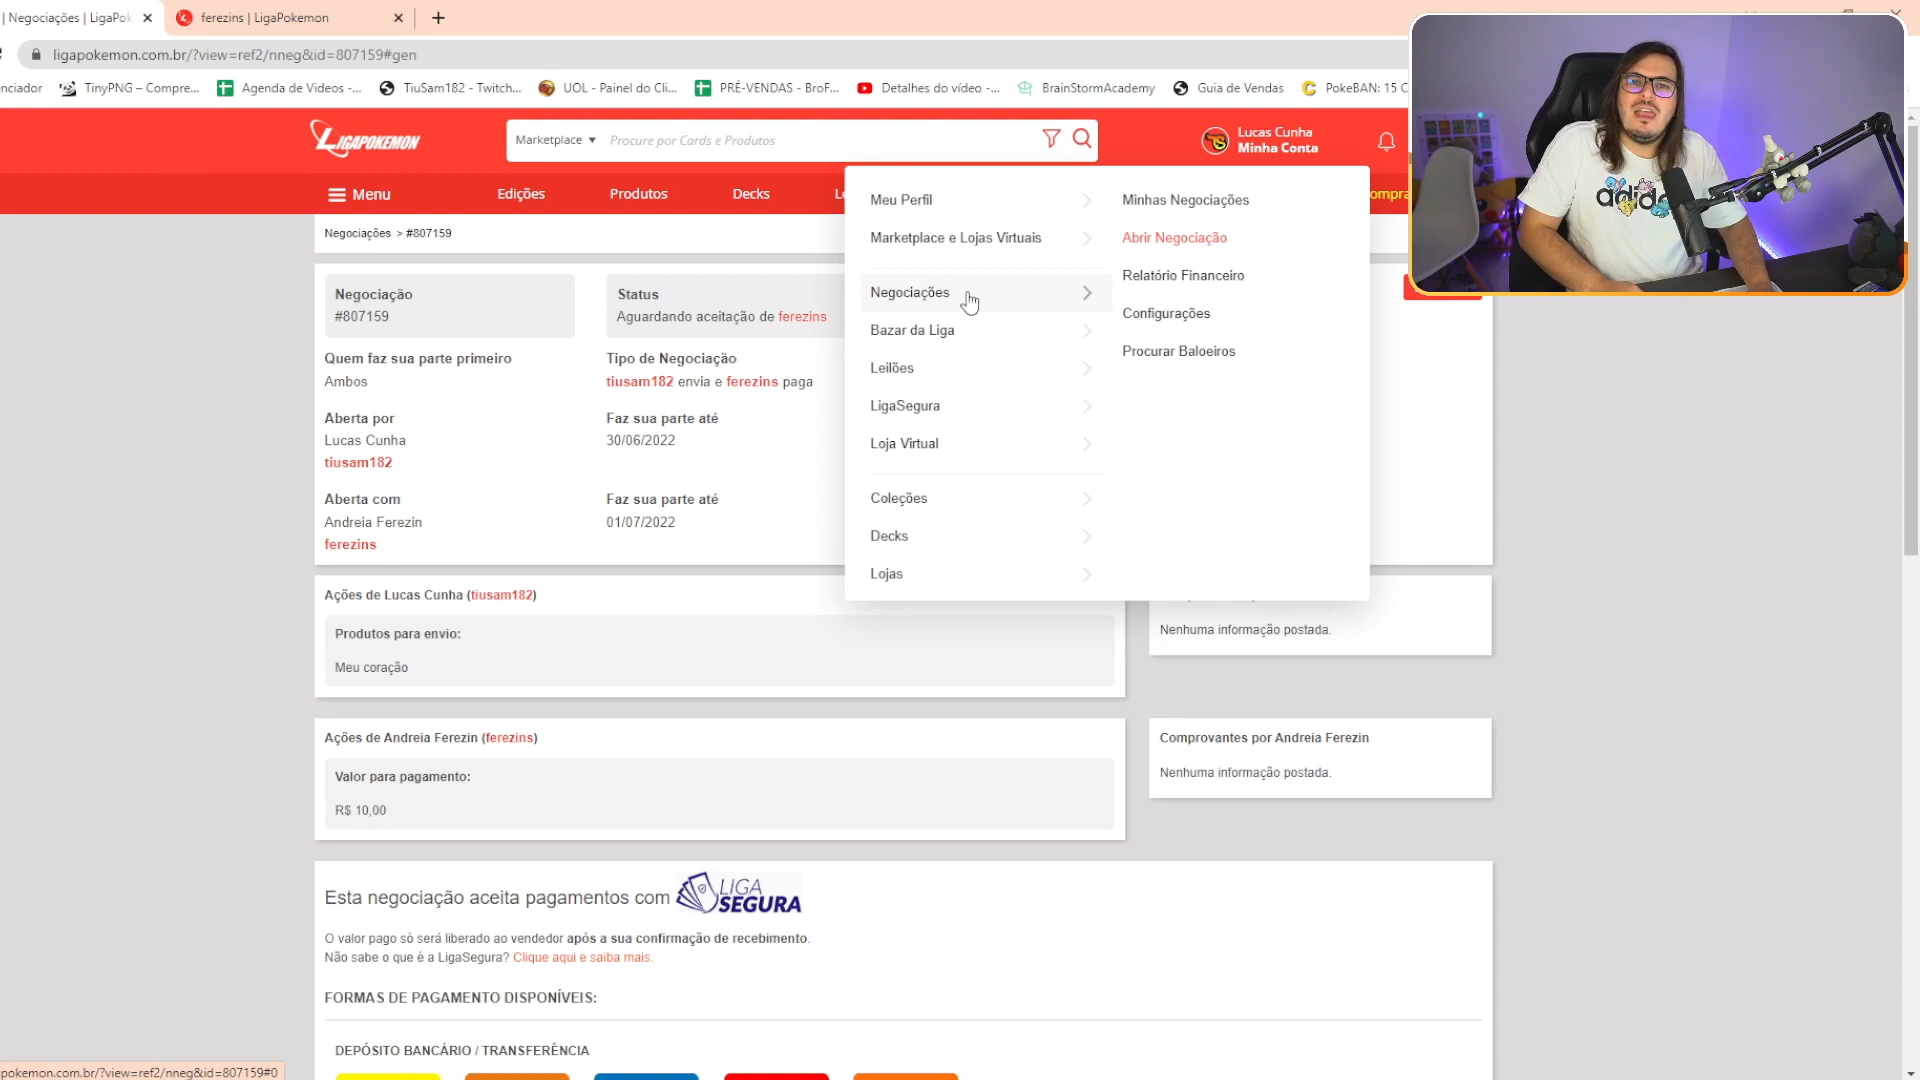 | Negociações | LigaPok
ferezins | LigaPokemon
ligapokemon.com.br/?view=ref2/nneg&id=807159#gen
nciador
TinyPNG – Compre...
Agenda de Videos -...
TiuSam182 - Twitch...
UOL - Painel do Cli...
PRÉ-VENDAS - BroF...
Detalhes do vídeo -...
BrainStormAcademy
Guia de Vendas
PokeBAN: 15 C
LIGAPOKEMON
Marketplace
Procure por Cards e Produtos
Lucas Cunha
Minha Conta
Menu
Edições
Produtos
Decks
Negociações > #807159
Negociação
#807159
Status
Aguardando aceitação de ferezins
Quem faz sua parte primeiro
Ambos
Tipo de Negociação
tiusam182 envia e ferezins paga
Aberta por
Lucas Cunha
tiusam182
Faz sua parte até
30/06/2022
Aberta com
Andreia Ferezin
ferezins
Faz sua parte até
01/07/2022
Meu Perfil
Marketplace e Lojas Virtuais
Negociações
Bazar da Liga
Leilões
LigaSegura
Loja Virtual
Coleções
Decks
Lojas
Minhas Negociações
Abrir Negociação
Relatório Financeiro
Configurações
Procurar Baloeiros
Ações de Lucas Cunha (tiusam182)
Produtos para envio:
Meu coração
Nenhuma informação postada.
Ações de Andreia Ferezin (ferezins)
Valor para pagamento:
R$ 10,00
Comprovantes por Andreia Ferezin
Nenhuma informação postada.
Esta negociação aceita pagamentos com LIGA SEGURA
O valor pago só será liberado ao vendedor após a sua confirmação de recebimento.
Não sabe o que é a LigaSegura? Clique aqui e saiba mais.
FORMAS DE PAGAMENTO DISPONÍVEIS:
DEPÓSITO BANCÁRIO / TRANSFERÊNCIA
pokemon.com.br/?view=ref2/nneg&id=807159#0